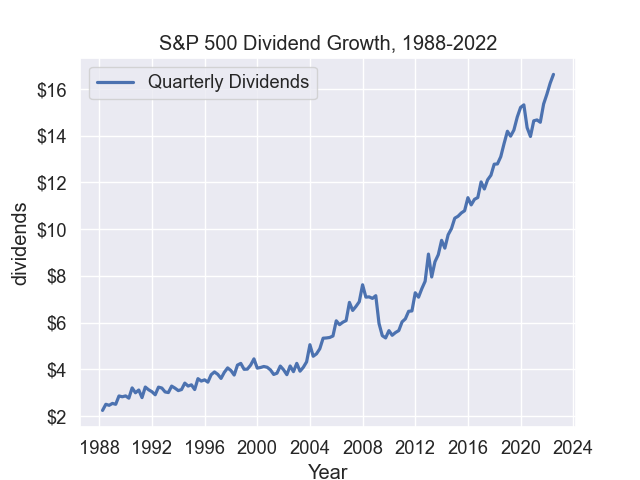 S&P 500 Dividend Growth, 1988-2022
Quarterly Dividends
$16
$14
$12
$10
$8
$6
$4
$2
dividends
1988 1992 1996 2000 2004 2008 2012 2016 2020 2024
Year